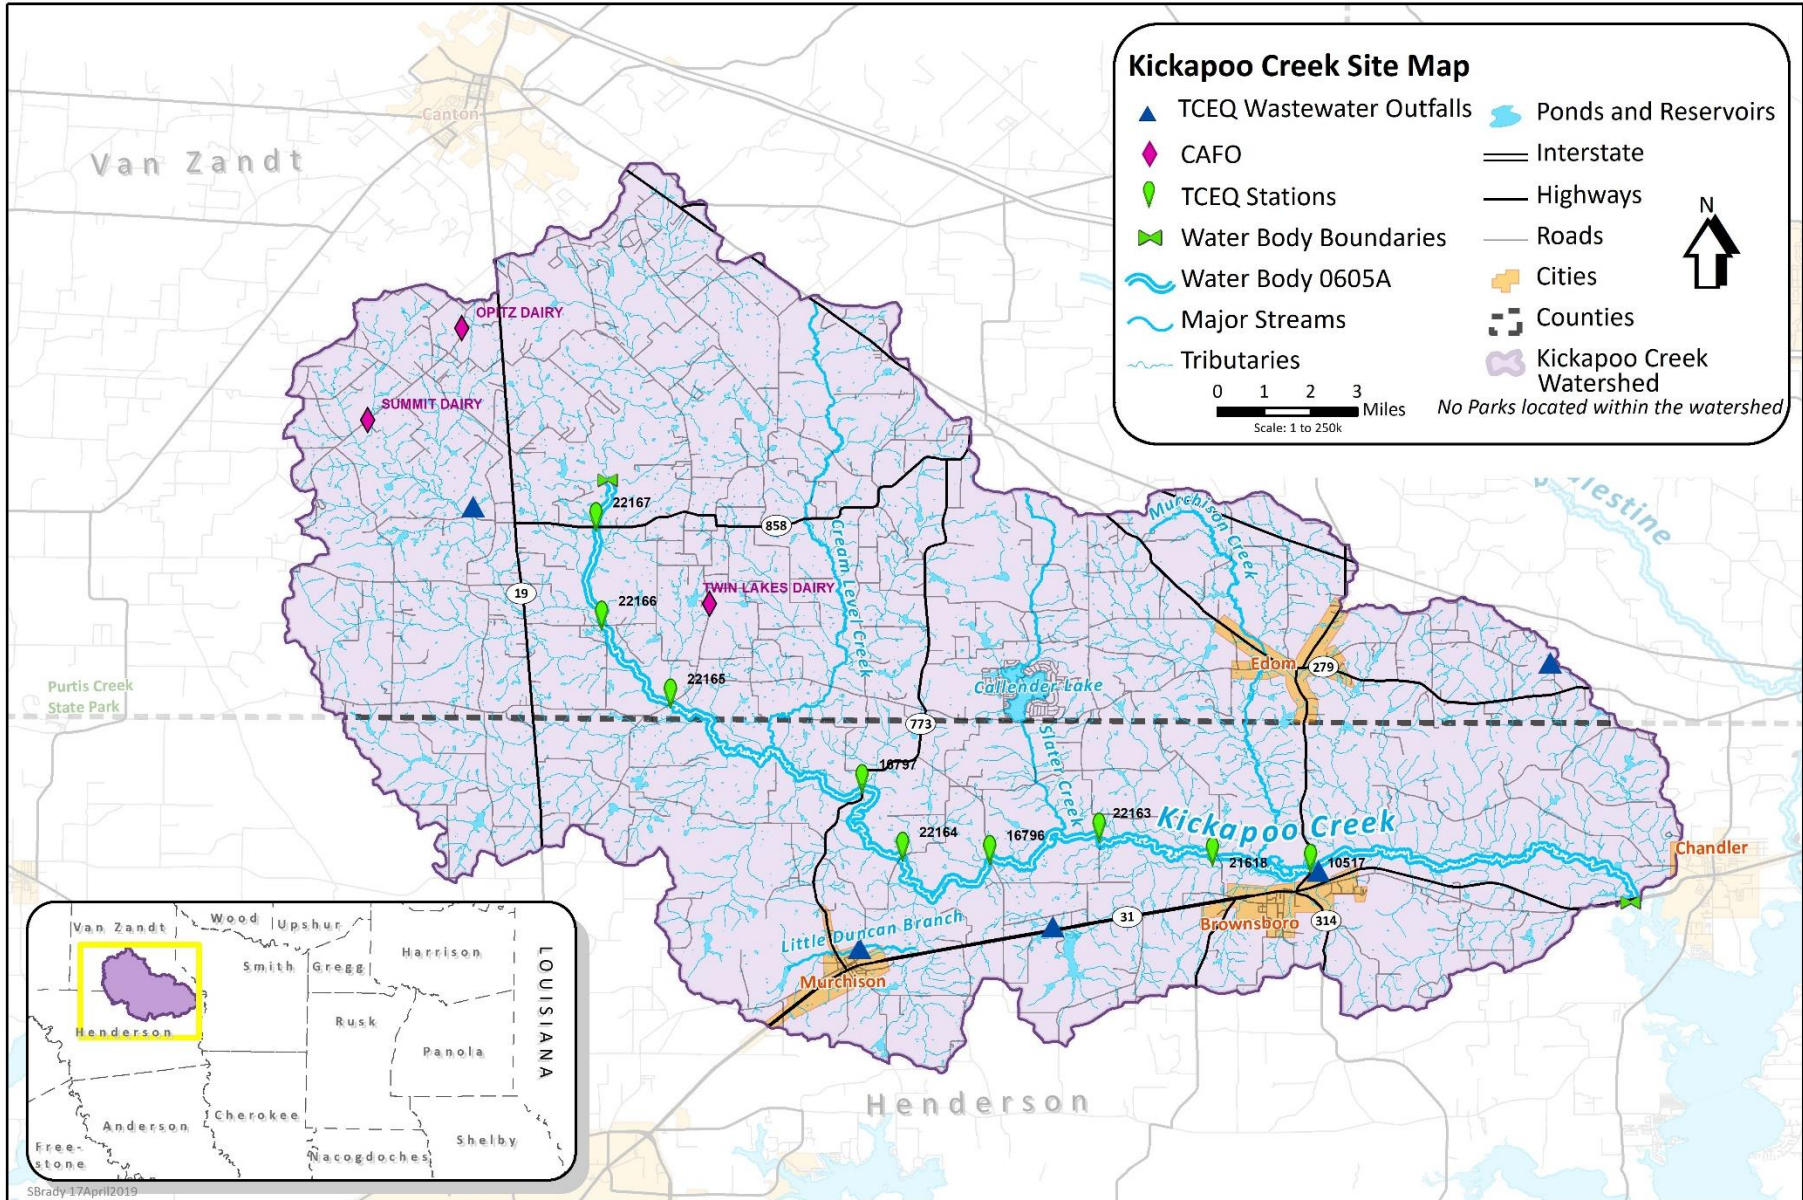 Kickapoo Creek Site Map
TCEQ Wastewater Outfalls
CAFO
TCEQ Stations
Water Body Boundaries
Water Body 0605A
Major Streams
Tributaries
Ponds and Reservoirs
Interstate
Highways
Roads
Cities
Counties
Kickapoo Creek
Watershed
N
0 1 2 3 Miles
Scale: 1 to 250k
No Parks located within the watershed
Canton
Van Zandt
OPITZ DAIRY
SUMMIT DAIRY
22167
858
Cream Level Creek
Murchison Creek
TWIN LAKES DAIRY
19
22166
22165
Edom
279
Callender Lake
Purtis Creek
State Park
773
Slater Creek
16797
22164
16796
22163
Kickapoo Creek
21618
10517
Chandler
31
Brownsboro
314
Little Duncan Branch
Murchison
Henderson
Van Zandt
Wood
Upshur
Harrison
Smith
Gregg
LOUISIANA
Henderson
Rusk
Panola
Anderson
Cherokee
Shelby
Free-
stone
Nacogdoches
SBrady 17April2019